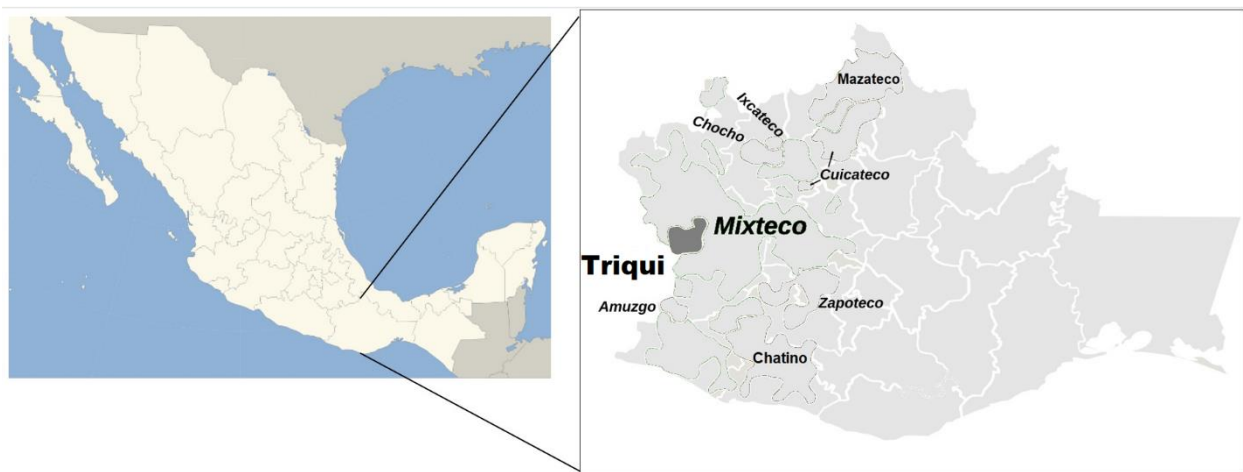 Mazateco
Ixcateco
Chocho
Cuicateco
Mixteco
Triqui
Amuzgo
Zapoteco
Chatino